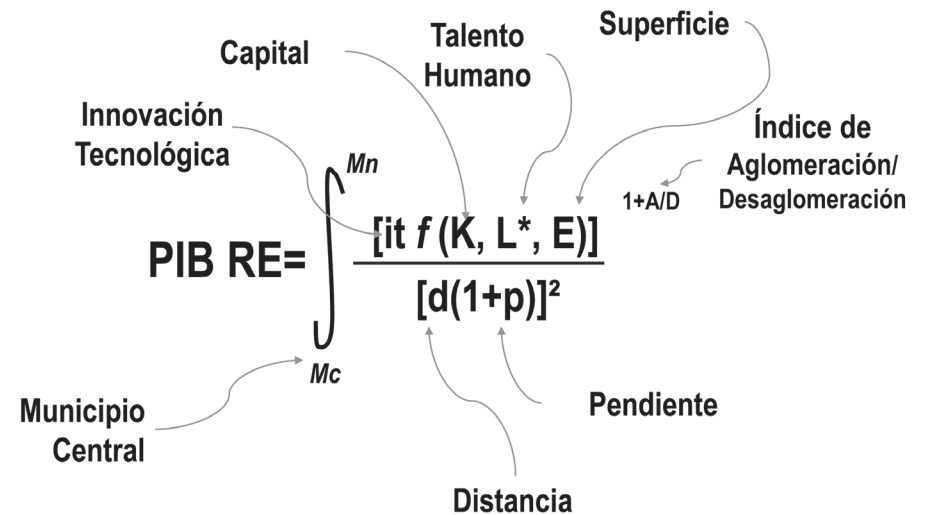 Capital
Talento
Humano
Superficie
Innovación
Tecnológica
Índice de
Aglomeración/
Desaglomeración
Mn
1+A/D
[it f (K, L*, E)]
PIB RE=
[d(1+p)]²
Mc
Municipio
Central
Pendiente
Distancia